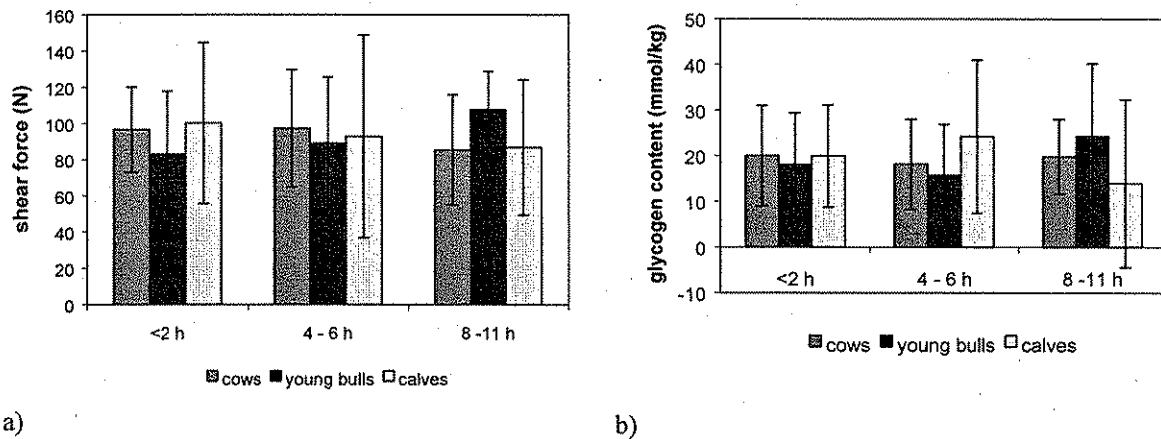 shear force (N)
160
140
120
100
80
60
40
20
0
<2 h
4 - 6 h
8 -11 h
cows young bulls calves
a)
glycogen content (mmol/kg)
50
40
30
20
10
0
-10
<2 h
4 - 6 h
8 -11 h
cows young bulls calves
b)